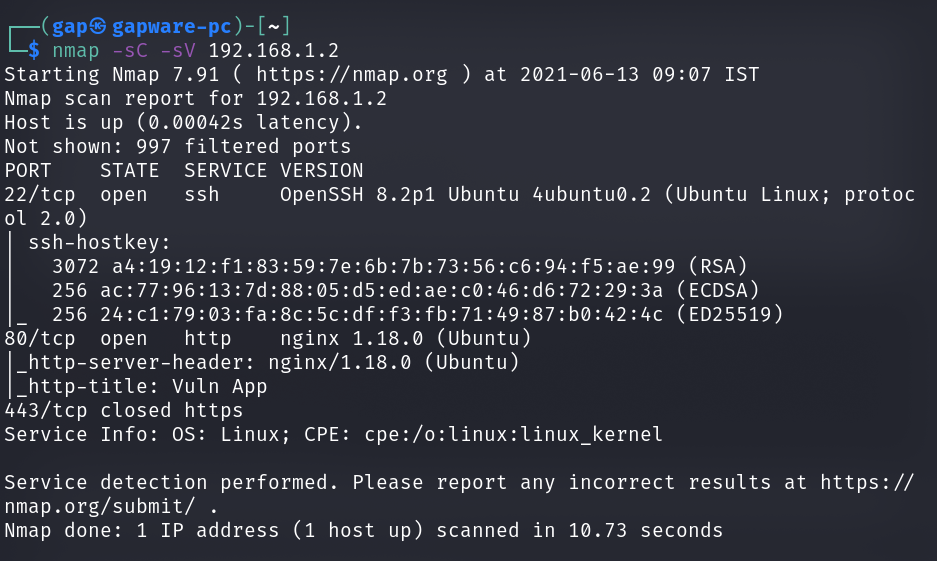 ┌──(gap㉿gapware-pc)-[~]
└─$ nmap -sC -sV 192.168.1.2
Starting Nmap 7.91 ( https://nmap.org ) at 2021-06-13 09:07 IST
Nmap scan report for 192.168.1.2
Host is up (0.00042s latency).
Not shown: 997 filtered ports
PORT    STATE  SERVICE VERSION
22/tcp  open   ssh     OpenSSH 8.2p1 Ubuntu 4ubuntu0.2 (Ubuntu Linux; protoc
ol 2.0)
| ssh-hostkey:
|   3072 a4:19:12:f1:83:59:7e:6b:7b:73:56:c6:94:f5:ae:99 (RSA)
|   256 ac:77:96:13:7d:88:05:d5:ed:ae:c0:46:d6:72:29:3a (ECDSA)
|_  256 24:c1:79:03:fa:8c:5c:df:f3:fb:71:49:87:b0:42:4c (ED25519)
80/tcp  open   http    nginx 1.18.0 (Ubuntu)
|_http-server-header: nginx/1.18.0 (Ubuntu)
|_http-title: Vuln App
443/tcp closed https
Service Info: OS: Linux; CPE: cpe:/o:linux:linux_kernel

Service detection performed. Please report any incorrect results at https://
nmap.org/submit/ .
Nmap done: 1 IP address (1 host up) scanned in 10.73 seconds